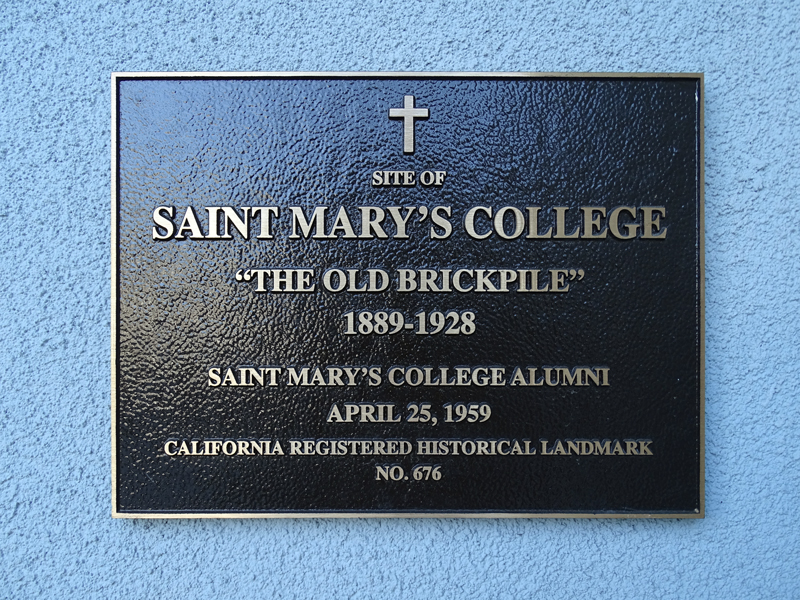 SITE OF
SAINT MARY'S COLLEGE
“THE OLD BRICKPILE”
1889-1928
SAINT MARY'S COLLEGE ALUMNI
APRIL 25, 1959
CALIFORNIA REGISTERED HISTORICAL LANDMARK
NO. 676